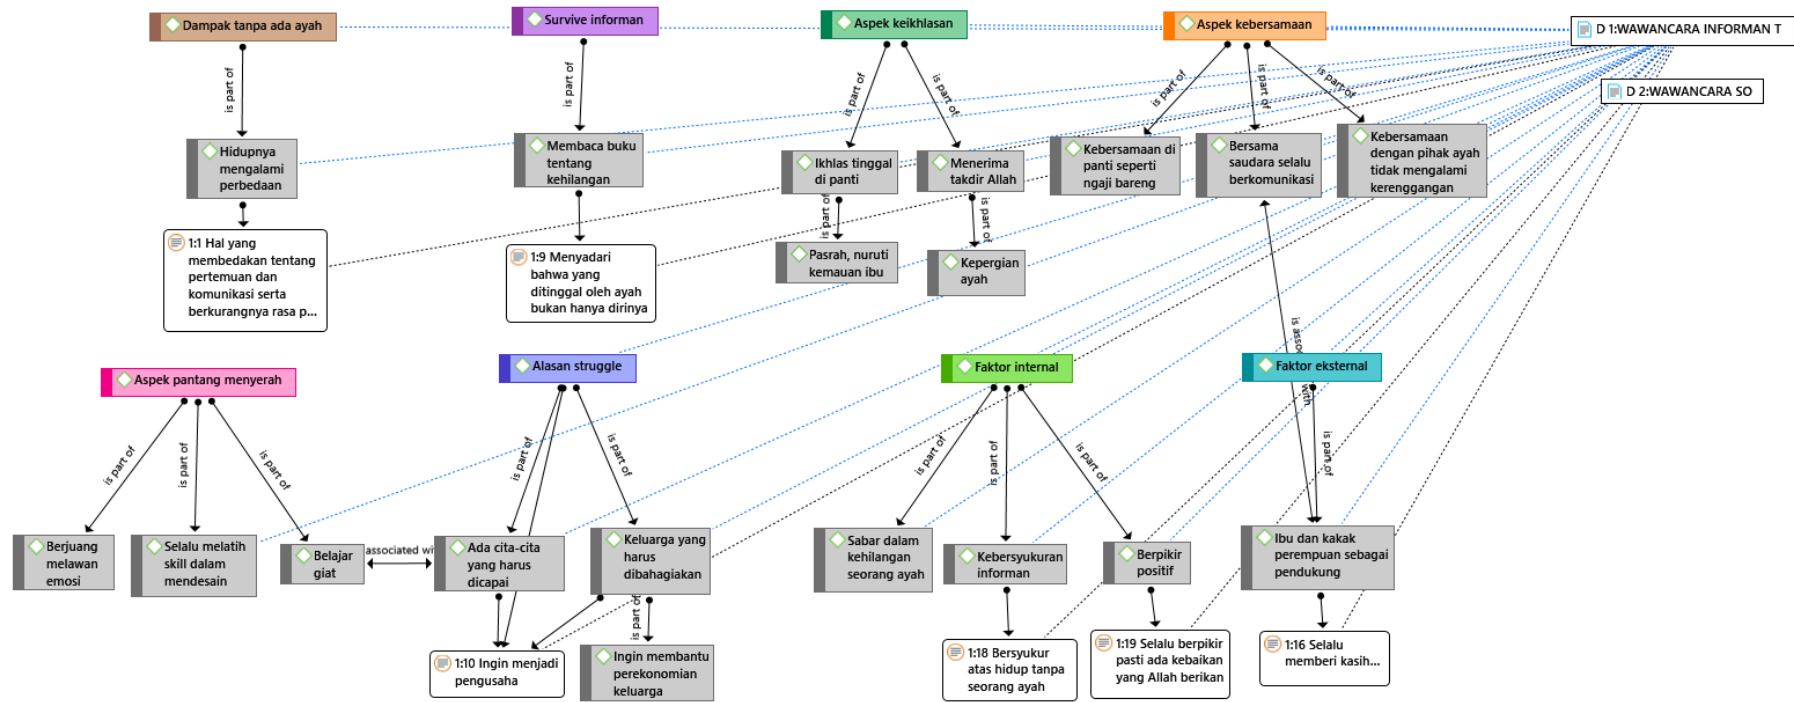 Dampak tanpa ada ayah
Survive informan
Aspek keikhlasan
Aspek kebersamaan
D 1:WAWANCARA INFORMAN T
D 2:WAWANCARA SO
is part of
is part of
is part of
is part of
is part of
is part of
is part of
Hidupnya
mengalami
perbedaan
Membaca buku
tentang
kehilangan
Ikhlas tinggal
di panti
Menerima
takdir Allah
Kebersamaan di
panti seperti
ngaji bareng
Bersama
saudara selalu
berkomunikasi
Kebersamaan
dengan pihak ayah
tidak mengalami
kerenggangan
is part of
is part of
1:1 Hal yang
membedakan tentang
pertemuan dan
komunikasi serta
berkurangnya rasa p...
1:9 Menyadari
bahwa yang
ditinggal oleh ayah
bukan hanya dirinya
Pasrah, nuruti
kemauan ibu
Kepergian
ayah
Aspek pantang menyerah
Alasan struggle
Faktor internal
Faktor eksternal
is part of
is part of
is part of
is part of
is part of
is part of
is part of
is part of
is part of
Berjuang
melawan
emosi
Selalu melatih
skill dalam
mendesain
Belajar
giat
Ada cita-cita
yang harus
dicapai
Keluarga yang
harus
dibahagiakan
Sabar dalam
kehilangan
seorang ayah
Kebersyukuran
informan
Berpikir
positif
Ibu dan kakak
perempuan sebagai
pendukung
is part of
1:10 Ingin menjadi
pengusaha
Ingin membantu
perekonomian
keluarga
1:18 Bersyukur
atas hidup tanpa
seorang ayah
1:19 Selalu berpikir
pasti ada kebaikan
yang Allah berikan
1:16 Selalu
memberi kasih...